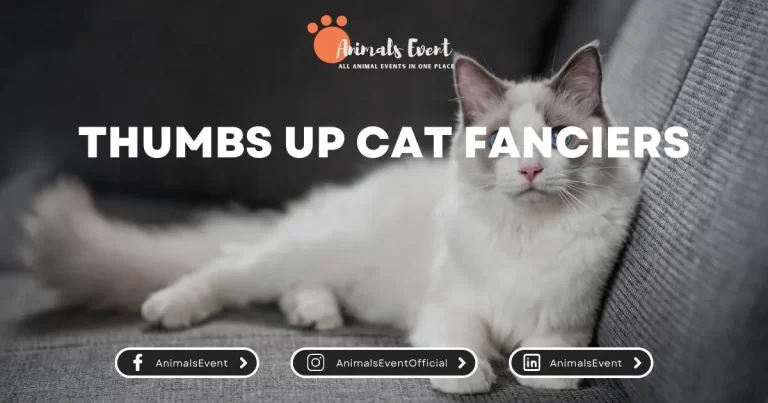 Animals Event
ALL ANIMAL EVENTS IN ONE PLACE
THUMBS UP CAT FANCIERS
AnimalsEvent
AnimalsEventOfficial
AnimalsEvent